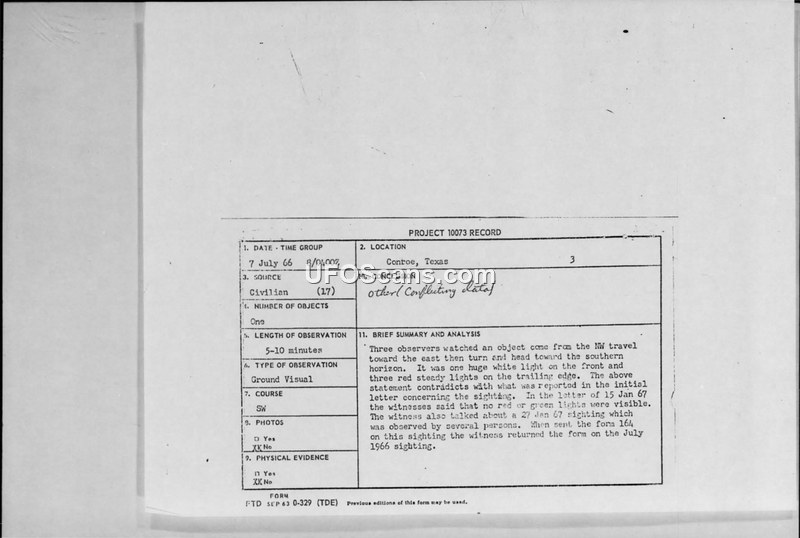 PROJECT 10073 RECORD
1. DATE - TIME GROUP
7 July 66
2. LOCATION
Conroe, Texas 3
3. SOURCE
Civilian (17)
10. CONCLUSION
other (Conflicting data)
4. NUMBER OF OBJECTS
One
5. LENGTH OF OBSERVATION
5-10 minutes
11. BRIEF SUMMARY AND ANALYSIS
Three observers watched an object come from the NW travel
toward the east then turn and head toward the southern
horizon. It was one huge white light on the front and
three red steady lights on the trailing edge. The above
statement contradicts with what was reported in the initial
letter concerning the sighting. In the letter of 15 Jan 67
the witnesses said that no red or green lights were visible.
The witness also talked about a 27 Jan 67 sighting which
was observed by several persons. When sent the form 164
on this sighting the witness returned the form on the July
1966 sighting.
6. TYPE OF OBSERVATION
Ground Visual
7. COURSE
SW
8. PHOTOS
□ Yes
XX No
9. PHYSICAL EVIDENCE
□ Yes
XX No
FORM
FTD SEP 63 0-329 (TDE) Previous editions of this form may be used.
UFOScans.com